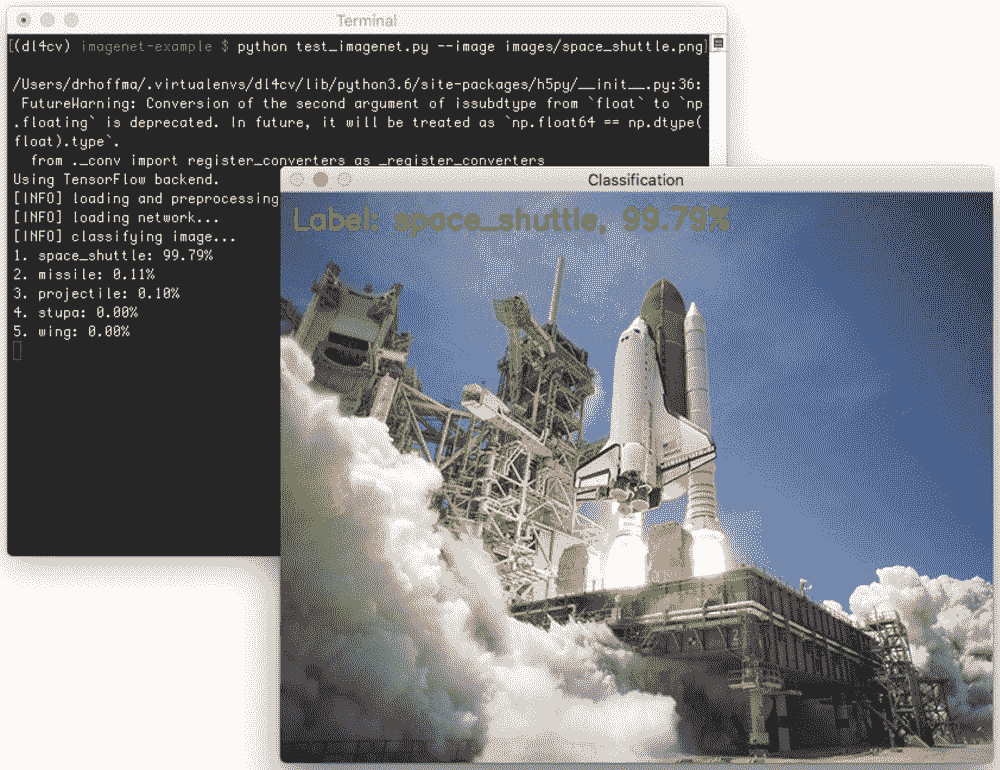 Terminal
[(dl4cv) imagenet-example $ python test_imagenet.py --image images/space_shuttle.png]
/Users/drhoffma/.virtualenvs/dl4cv/lib/python3.6/site-packages/h5py/__init__.py:36:
FutureWarning: Conversion of the second argument of issubdtype from `float` to `np
.floating` is deprecated. In future, it will be treated as `np.float64 == np.dtype(
float).type`.
from ._conv import register_converters as _register_converters
Using TensorFlow backend.
[INFO] loading and preprocessing
[INFO] loading network...
[INFO] classifying image...
1. space_shuttle: 99.79%
2. missile: 0.11%
3. projectile: 0.10%
4. stupa: 0.00%
5. wing: 0.00%
Classification
Label: space_shuttle, 99.79%